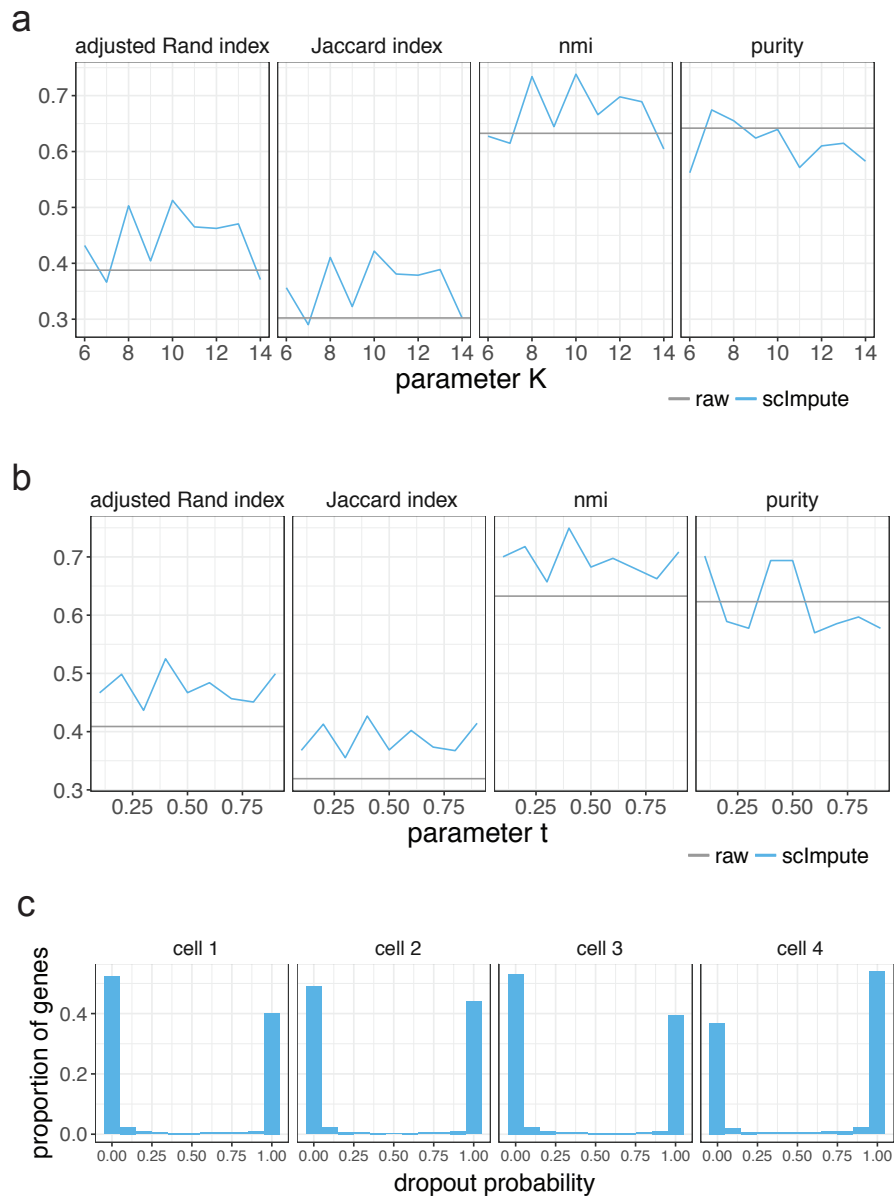 a
adjusted Rand index Jaccard index nmi purity
0.7
0.6
0.5
0.4
0.3
6 8 10 12 14 6 8 10 12 14 6 8 10 12 14 6 8 10 12 14
parameter K
raw scImpute
b
adjusted Rand index Jaccard index nmi purity
0.7
0.6
0.5
0.4
0.3
0.25 0.50 0.75 0.25 0.50 0.75 0.25 0.50 0.75 0.25 0.50 0.75
parameter t
raw scImpute
c
cell 1 cell 2 cell 3 cell 4
proportion of genes
0.4
0.2
0.0
0.00 0.25 0.50 0.75 1.00 0.00 0.25 0.50 0.75 1.00 0.00 0.25 0.50 0.75 1.00 0.00 0.25 0.50 0.75 1.00
dropout probability